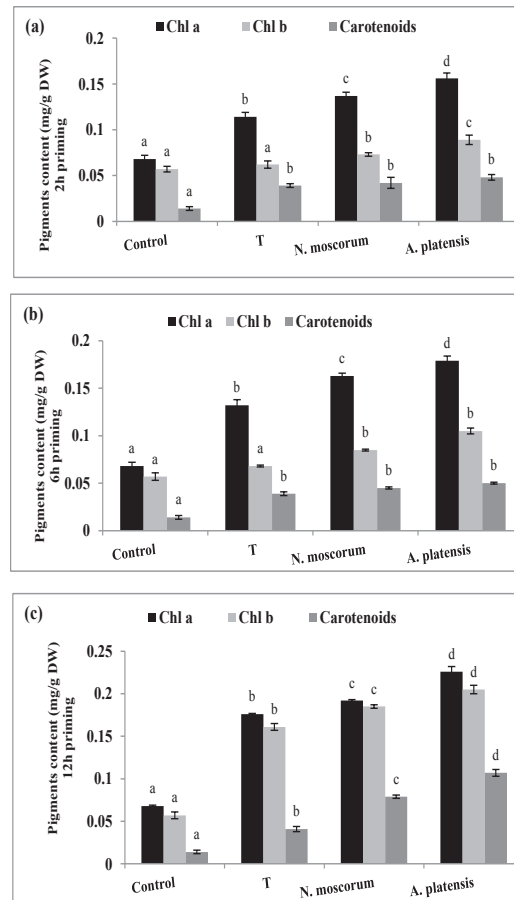 (a)
Chl a Chl b Carotenoids
Pigments content (mg/g DW)
2h priming
0.2
0.15
0.1
0.05
0
a a a
b a b
c b b
d c b
Control T N. moscorum A. platensis
(b)
Chl a Chl b Carotenoids
Pigments content (mg/g DW)
6h priming
0.2
0.15
0.1
0.05
0
a a a
b a b
c b b
d b b
Control T N. moscorum A. platensis
(c)
Chl a Chl b Carotenoids
Pigments content (mg/g DW)
12h priming
0.25
0.2
0.15
0.1
0.05
0
a a a
b b b
c c c
d d d
Control T N. moscorum A. platensis